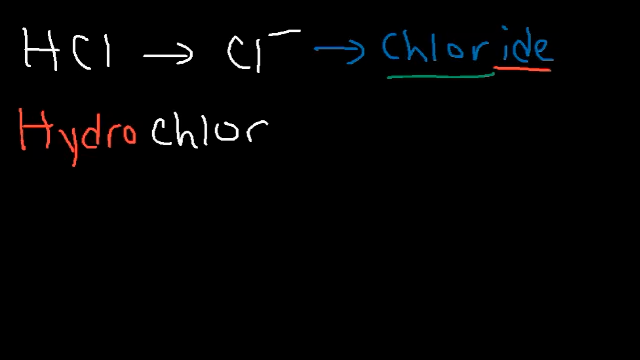 HCl → Cl⁻ → Chloride
Hydrochlor